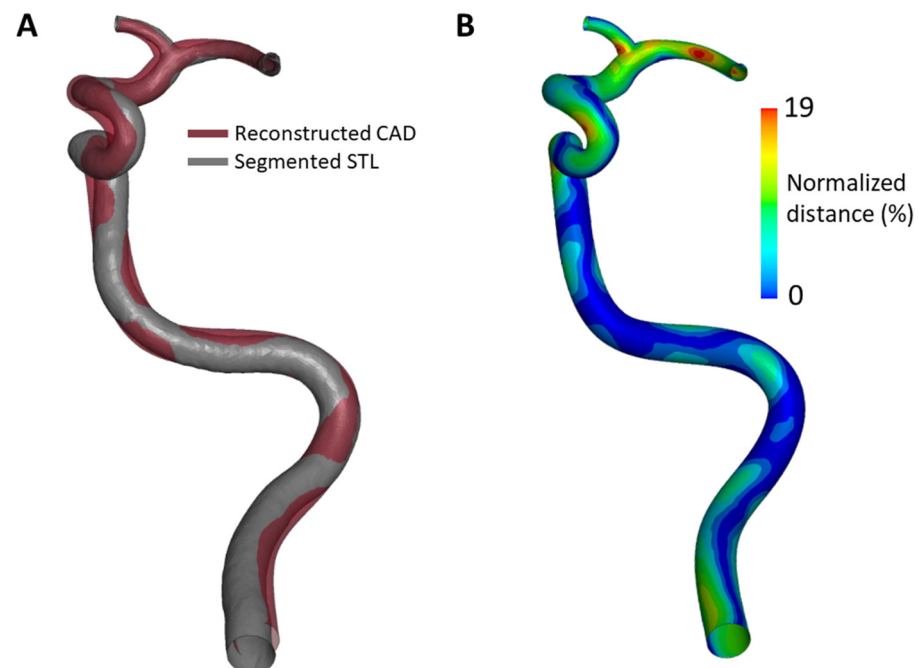 A
B
Reconstructed CAD
Segmented STL
19
Normalized
distance (%)
0